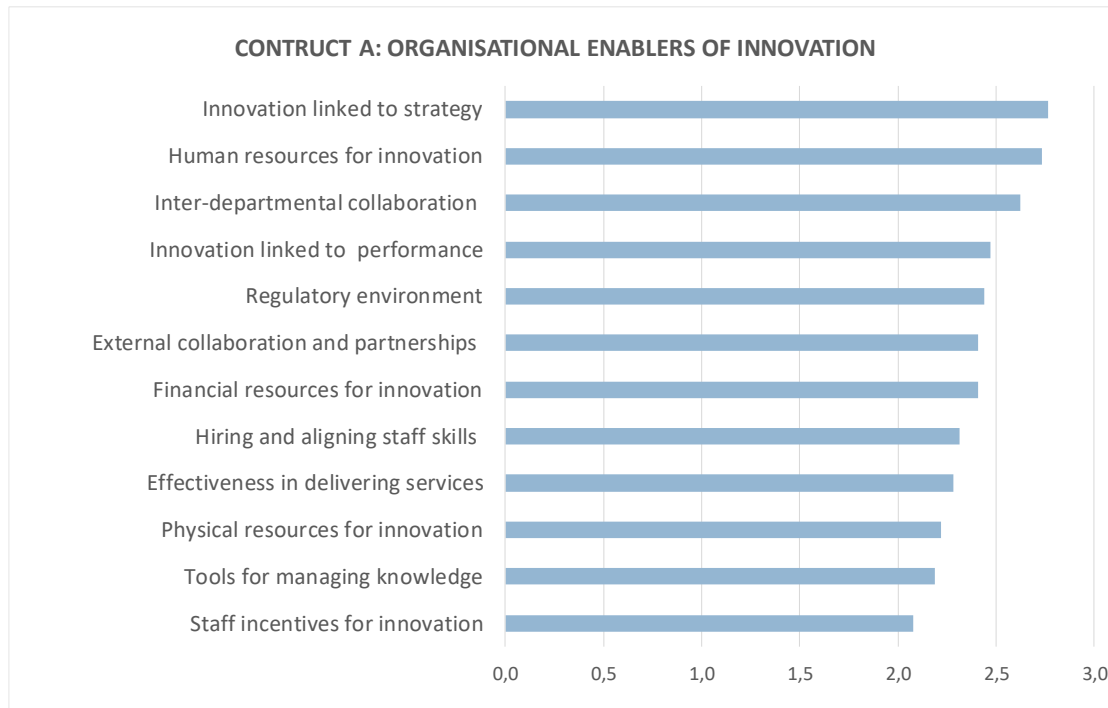 CONTRUCT A: ORGANISATIONAL ENABLERS OF INNOVATION
Innovation linked to strategy
Human resources for innovation
Inter-departmental collaboration
Innovation linked to  performance
Regulatory environment
External collaboration and partnerships
Financial resources for innovation
Hiring and aligning staff skills
Effectiveness in delivering services
Physical resources for innovation
Tools for managing knowledge
Staff incentives for innovation
0,0 0,5 1,0 1,5 2,0 2,5 3,0